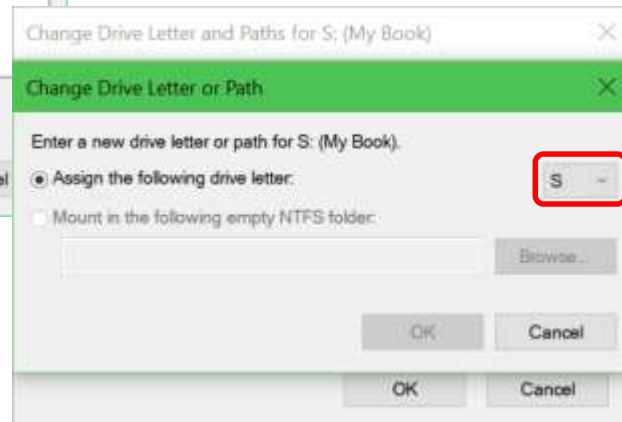 Change Drive Letter and Paths for S: (My Book)
Change Drive Letter or Path
Enter a new drive letter or path for S: (My Book).
Assign the following drive letter:
S
Mount in the following empty NTFS folder:
Browse...
OK
Cancel
OK
Cancel